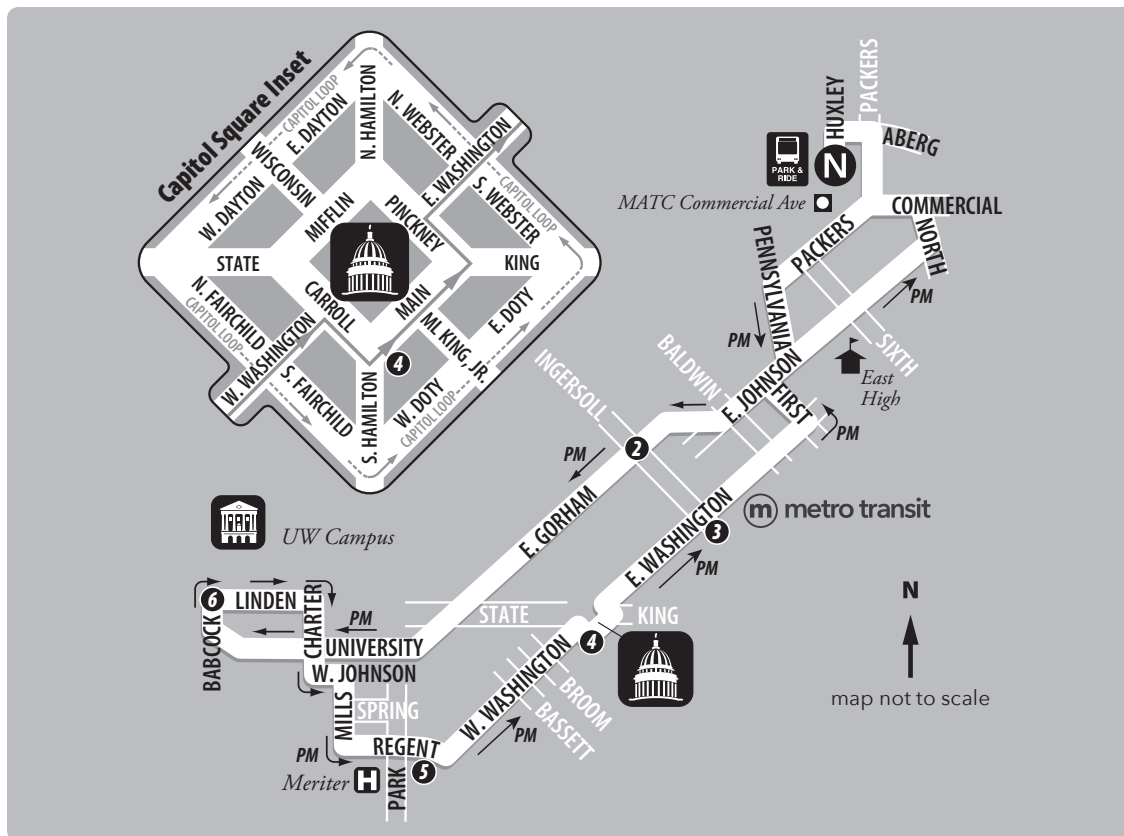 Capitol Square Inset
CAPITOL LOOP
E. DAYTON
N. HAMILTON
N. WEBSTER
E. WASHINGTON
WISCONSIN
W. DAYTON
MIFFLIN
PINCKNEY
S. WEBSTER
CAPITOL LOOP
STATE
KING
N. FAIRCHILD
CAPITOL LOOP
CARROLL
MAIN
E. DOTY
W. WASHINGTON
ML KING, JR.
4
S. FAIRCHILD
S. HAMILTON
W. DOTY
CAPITOL LOOP
HUXLEY
PACKERS
ABERG
PARK &
RIDE
N
MATC Commercial Ave
COMMERCIAL
NORTH
PENNSYLVANIA
PACKERS
PM
PM
SIXTH
INGERSOLL
BALDWIN
E. JOHNSON
East
High
FIRST
PM
2
PM
E. GORHAM
E. WASHINGTON
3
m metro transit
PM
UW Campus
6
LINDEN
CHARTER
PM
STATE
KING
BABCOCK
UNIVERSITY
4
W. JOHNSON
W. WASHINGTON
BROOM
BASSETT
MILLS
SPRING
PM
PM
REGENT
5
Meriter H
PARK
N
map not to scale